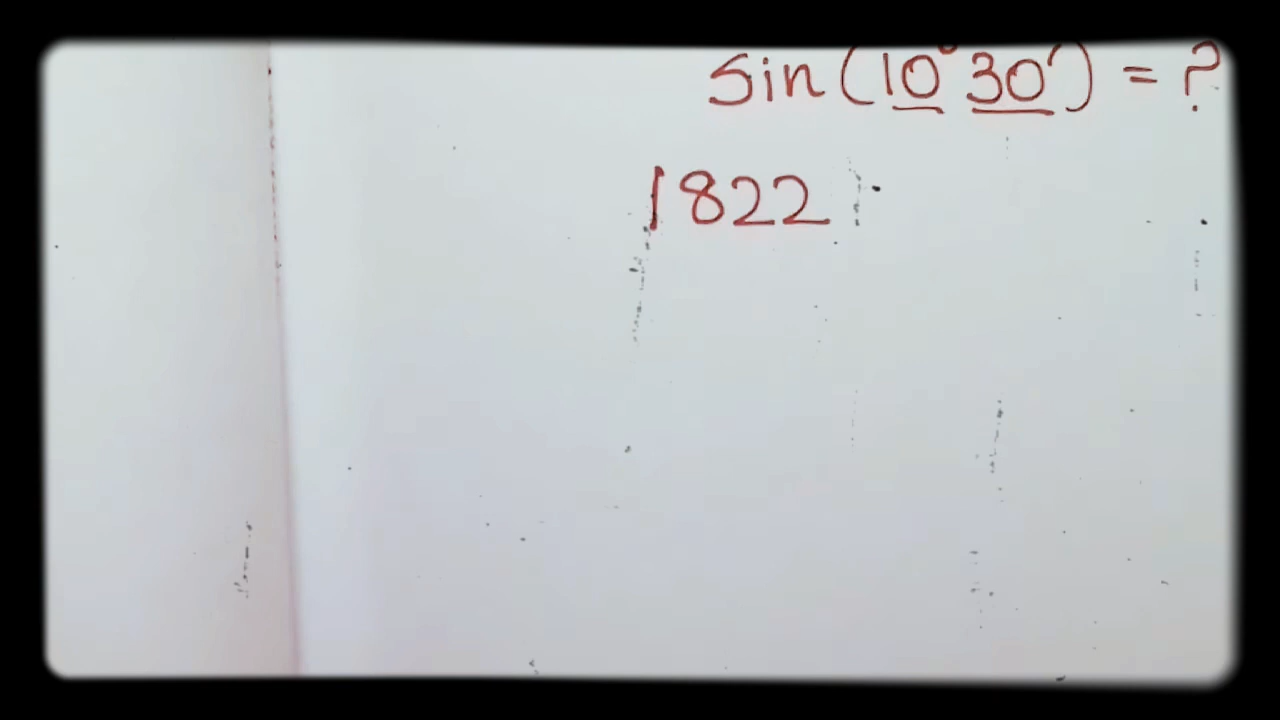 sin(10° 30′) = ?
1822